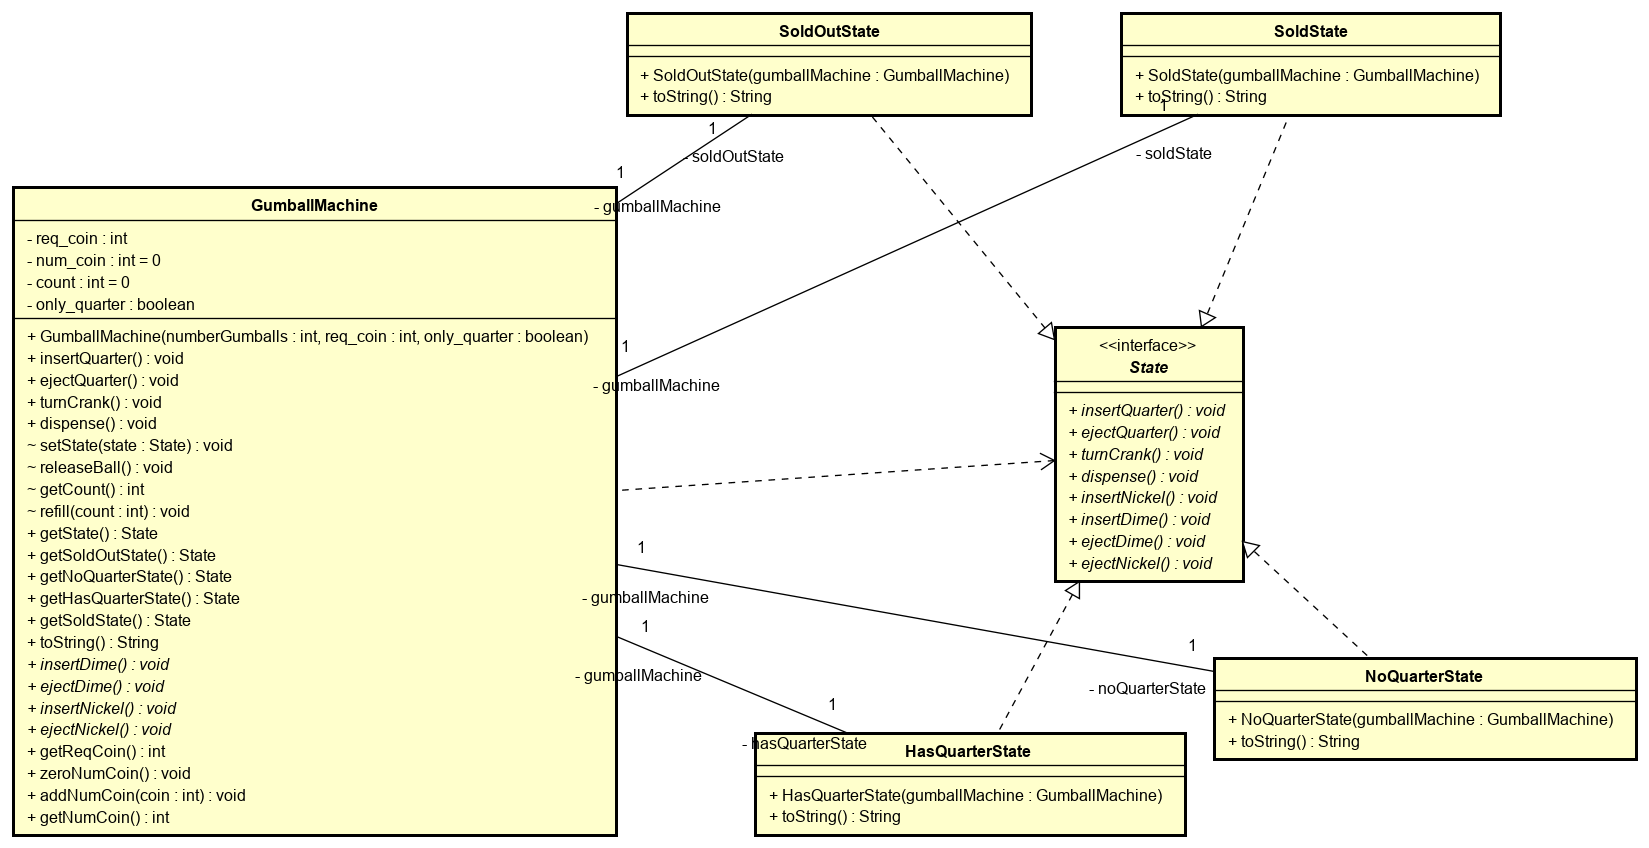 SoldOutState
+ SoldOutState(gumballMachine : GumballMachine)
+ toString() : String
SoldState
+ SoldState(gumballMachine : GumballMachine)
+ toString() : String
1
- soldOutState
1
- gumballMachine
1
- soldState
1
- gumballMachine
GumballMachine
- req_coin : int
- num_coin : int = 0
- count : int = 0
- only_quarter : boolean
+ GumballMachine(numberGumballs : int, req_coin : int, only_quarter : boolean)
+ insertQuarter() : void
+ ejectQuarter() : void
+ turnCrank() : void
+ dispense() : void
~ setState(state : State) : void
~ releaseBall() : void
~ getCount() : int
~ refill(count : int) : void
+ getState() : State
+ getSoldOutState() : State
+ getNoQuarterState() : State
+ getHasQuarterState() : State
+ getSoldState() : State
+ toString() : String
+ insertDime() : void
+ ejectDime() : void
+ insertNickel() : void
+ ejectNickel() : void
+ getReqCoin() : int
+ zeroNumCoin() : void
+ addNumCoin(coin : int) : void
+ getNumCoin() : int
<<interface>>
State
+ insertQuarter() : void
+ ejectQuarter() : void
+ turnCrank() : void
+ dispense() : void
+ insertNickel() : void
+ insertDime() : void
+ ejectDime() : void
+ ejectNickel() : void
1
- gumballMachine
1
- noQuarterState
1
- gumballMachine
1
- hasQuarterState
HasQuarterState
+ HasQuarterState(gumballMachine : GumballMachine)
+ toString() : String
NoQuarterState
+ NoQuarterState(gumballMachine : GumballMachine)
+ toString() : String